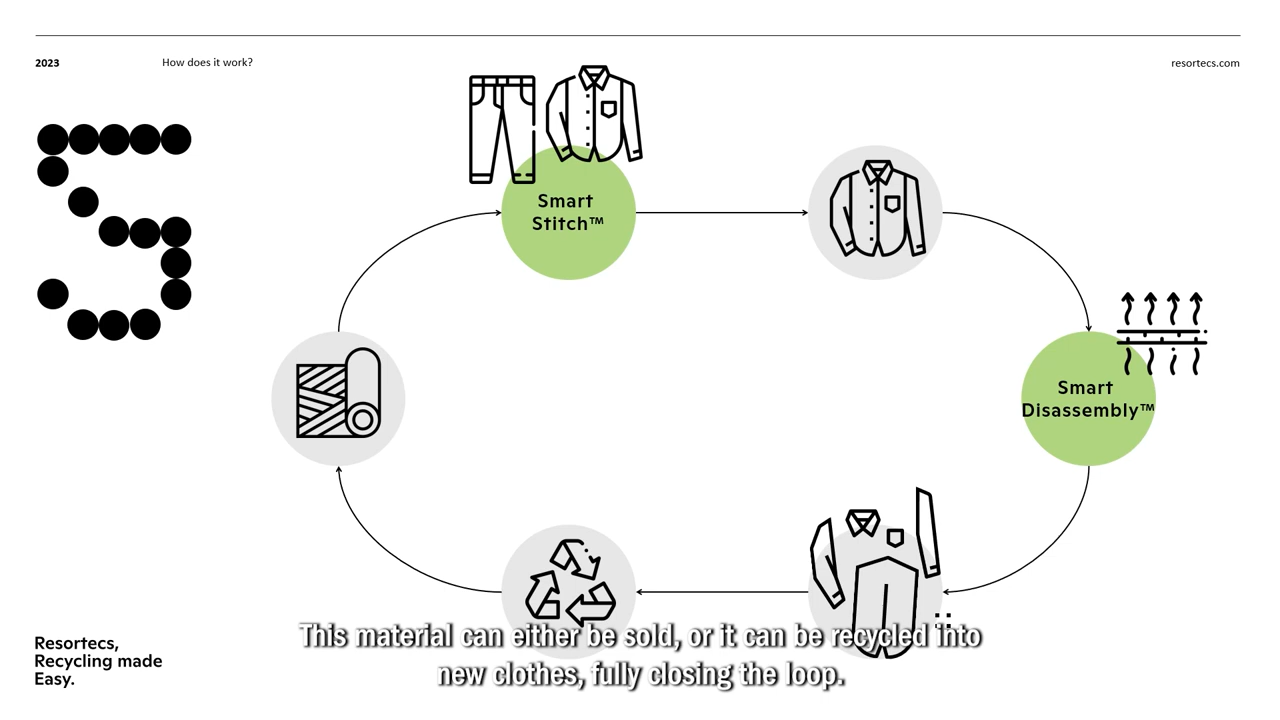 2023
How does it work?
resortecs.com
Smart
Stitch™
Smart
Disassembly™
Resortecs,
Recycling made
Easy.
This material can either be sold, or it can be recycled into
new clothes, fully closing the loop.